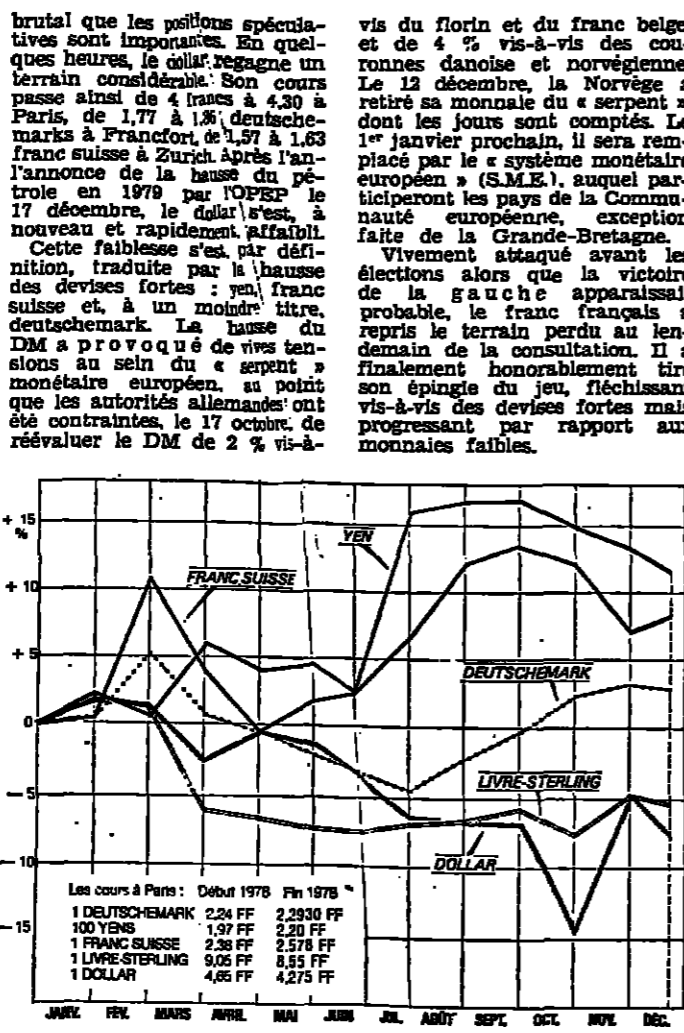 brutal que les positions spécula-
tives sont importantes. En quel-
ques heures, le dollar regagne un
terrain considérable. Son cours
passe ainsi de 4 francs à 4,30 à
Paris, de 1,77 à 1,86 deutsche-
marks à Francfort, de 1,57 à 1,63
franc suisse à Zurich. Après l'an-
l'annonce de la hausse du pé-
trole en 1979 par l'OPEP le
17 décembre, le dollar s'est, à
nouveau et rapidement, affaibli.
Cette faiblesse s'est, par défi-
nition, traduite par la hausse
des devises fortes : yen, franc
suisse et, à un moindre titre,
deutschemark. La hausse du
DM a provoqué de vives ten-
sions au sein du « serpent »
monétaire européen, au point
que les autorités allemandes ont
été contraintes, le 17 octobre, de
réévaluer le DM de 2 % vis-à-
vis du florin et du franc belge
et de 4 % vis-à-vis des cou-
ronnes danoise et norvégienne.
Le 12 décembre, la Norvège a
retiré sa monnaie du « serpent »
dont les jours sont comptés. Le
1er janvier prochain, il sera rem-
placé par le « système monétaire
européen » (S.M.E.), auquel par-
ticiperont les pays de la Commu-
nauté européenne, exception
faite de la Grande-Bretagne.
Vivement attaqué avant les
élections alors que la victoire
de la gauche apparaissait
probable, le franc français a
repris le terrain perdu au len-
demain de la consultation. Il a
finalement honorablement tiré
son épingle du jeu, fléchissant
vis-à-vis des devises fortes mais
progressant par rapport aux
monnaies faibles.
+ 15
%
+ 10
+ 5
0
— 5
— 10
— 15
YEN
FRANC SUISSE
DEUTSCHEMARK
LIVRE-STERLING
DOLLAR
Les cours à Paris : Début 1978 Fin 1978
1 DEUTSCHEMARK 2,24 FF 2,2930 FF
100 YENS 1,97 FF 2,20 FF
1 FRANC SUISSE 2,38 FF 2,578 FF
1 LIVRE-STERLING 9,05 FF 8,55 FF
1 DOLLAR 4,65 FF 4,275 FF
JANV. FÉV. MARS AVRIL MAI JUIN JUIL. AOÛT SEPT. OCT. NOV. DÉC.